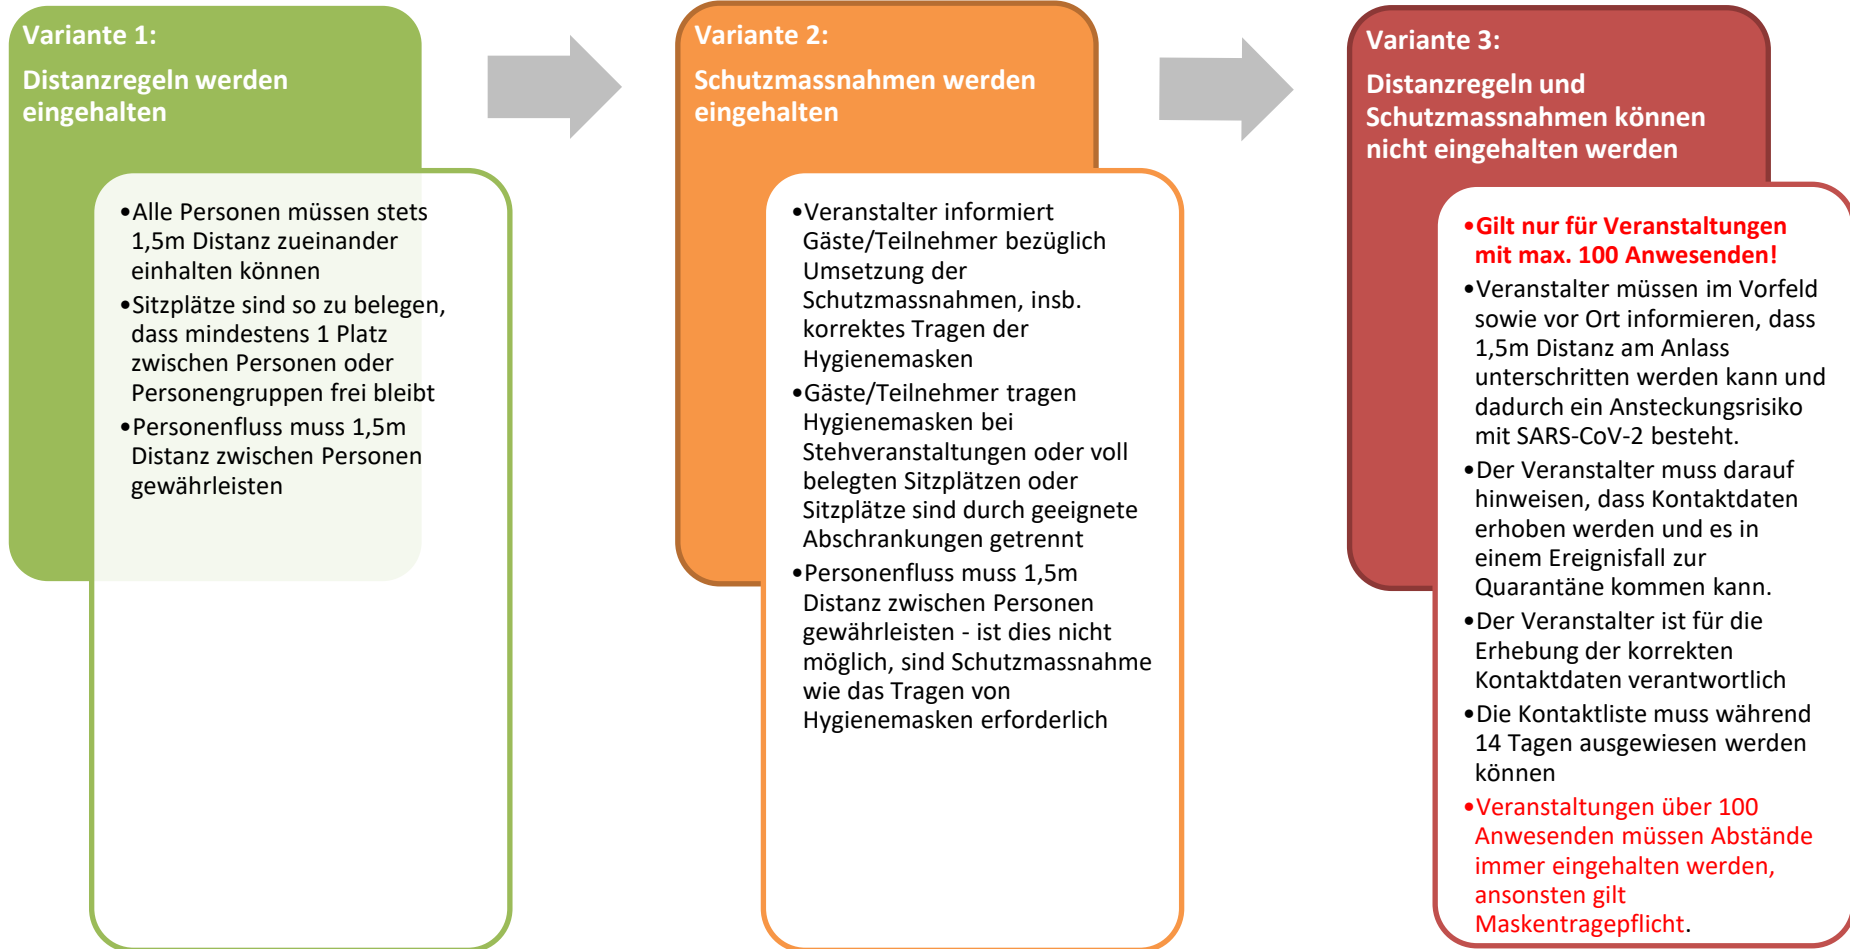 Variante 1:
Distanzregeln werden
eingehalten
•Alle Personen müssen stets
1,5m Distanz zueinander
einhalten können
•Sitzplätze sind so zu belegen,
dass mindestens 1 Platz
zwischen Personen oder
Personengruppen frei bleibt
•Personenfluss muss 1,5m
Distanz zwischen Personen
gewährleisten
Variante 2:
Schutzmassnahmen werden
eingehalten
•Veranstalter informiert
Gäste/Teilnehmer bezüglich
Umsetzung der
Schutzmassnahmen, insb.
korrektes Tragen der
Hygienemasken
•Gäste/Teilnehmer tragen
Hygienemasken bei
Stehveranstaltungen oder voll
belegten Sitzplätzen oder
Sitzplätze sind durch geeignete
Abschrankungen getrennt
•Personenfluss muss 1,5m
Distanz zwischen Personen
gewährleisten - ist dies nicht
möglich, sind Schutzmassnahme
wie das Tragen von
Hygienemasken erforderlich
Variante 3:
Distanzregeln und
Schutzmassnahmen können
nicht eingehalten werden
•Gilt nur für Veranstaltungen
mit max. 100 Anwesenden!
•Veranstalter müssen im Vorfeld
sowie vor Ort informieren, dass
1,5m Distanz am Anlass
unterschritten werden kann und
dadurch ein Ansteckungsrisiko
mit SARS-CoV-2 besteht.
•Der Veranstalter muss darauf
hinweisen, dass Kontaktdaten
erhoben werden und es in
einem Ereignisfall zur
Quarantäne kommen kann.
•Der Veranstalter ist für die
Erhebung der korrekten
Kontaktdaten verantwortlich
•Die Kontaktliste muss während
14 Tagen ausgewiesen werden
können
•Veranstaltungen über 100
Anwesenden müssen Abstände
immer eingehalten werden,
ansonsten gilt
Maskentragepflicht.